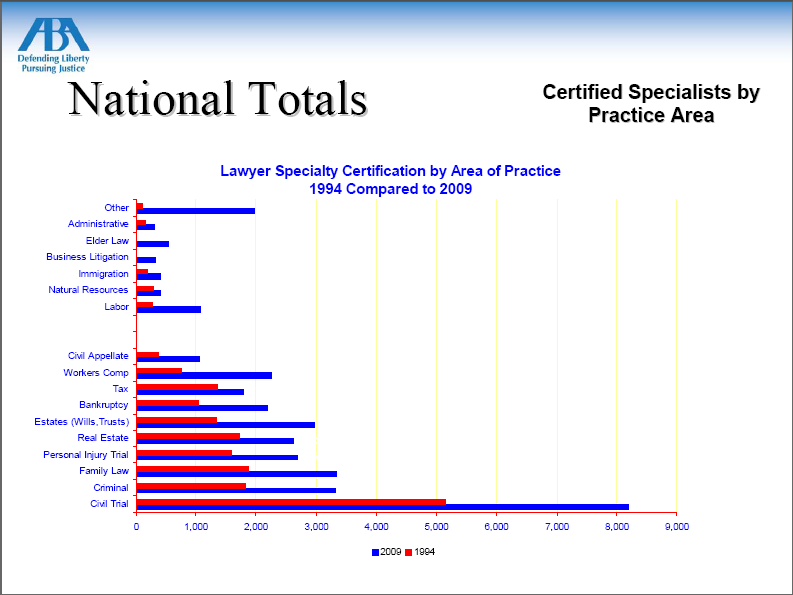 ABA
Defending Liberty
Pursuing Justice
National Totals
Certified Specialists by
Practice Area
Lawyer Specialty Certification by Area of Practice
1994 Compared to 2009
Other
Administrative
Elder Law
Business Litigation
Immigration
Natural Resources
Labor
Civil Appellate
Workers Comp
Tax
Bankruptcy
Estates (Wills,Trusts)
Real Estate
Personal Injury Trial
Family Law
Criminal
Civil Trial
0 1,000 2,000 3,000 4,000 5,000 6,000 7,000 8,000 9,000
2009 1994